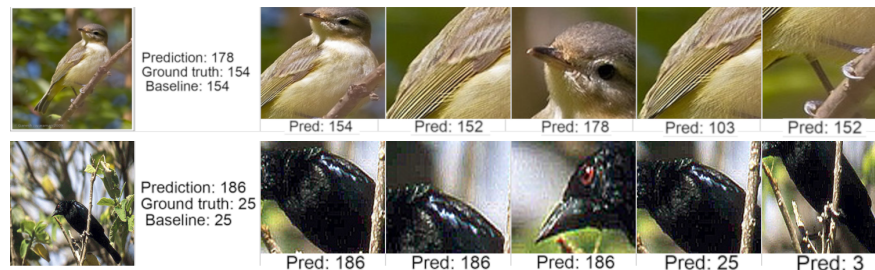 Prediction: 178
Ground truth: 154
Baseline: 154
Pred: 154
Pred: 152
Pred: 178
Pred: 103
Pred: 152
Prediction: 186
Ground truth: 25
Baseline: 25
Pred: 186
Pred: 186
Pred: 186
Pred: 25
Pred: 3